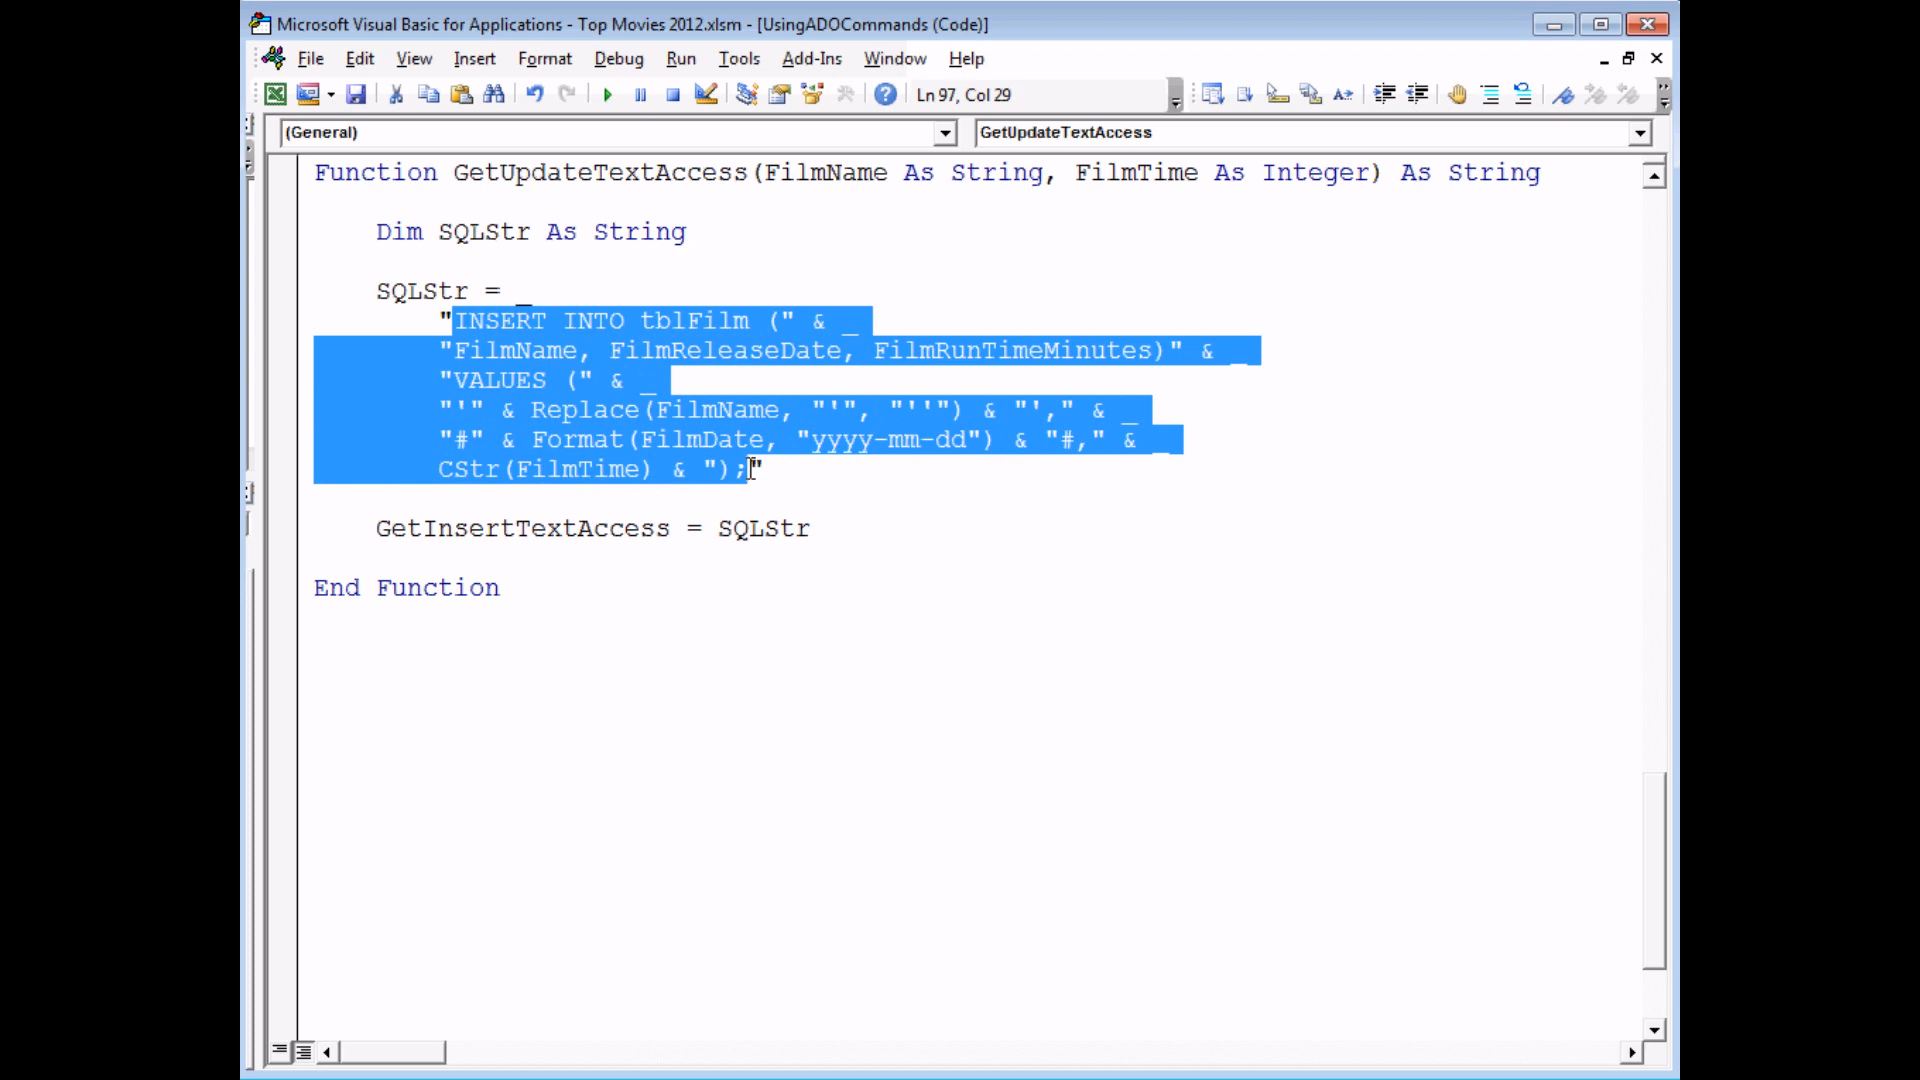 Microsoft Visual Basic for Applications - Top Movies 2012.xlsm - [UsingADOCommands (Code)]
File Edit View Insert Format Debug Run Tools Add-Ins Window Help
Ln 97, Col 29
(General) GetUpdateTextAccess
Function GetUpdateTextAccess(FilmName As String, FilmTime As Integer) As String
Dim SQLStr As String
SQLStr = _
"INSERT INTO tblFilm (" & _
"FilmName, FilmReleaseDate, FilmRunTimeMinutes)" & _
"VALUES (" & _
"'" & Replace(FilmName, "'", "''") & "'," & _
"#" & Format(FilmDate, "yyyy-mm-dd") & "#," & _
CStr(FilmTime) & ");"
GetInsertTextAccess = SQLStr
End Function